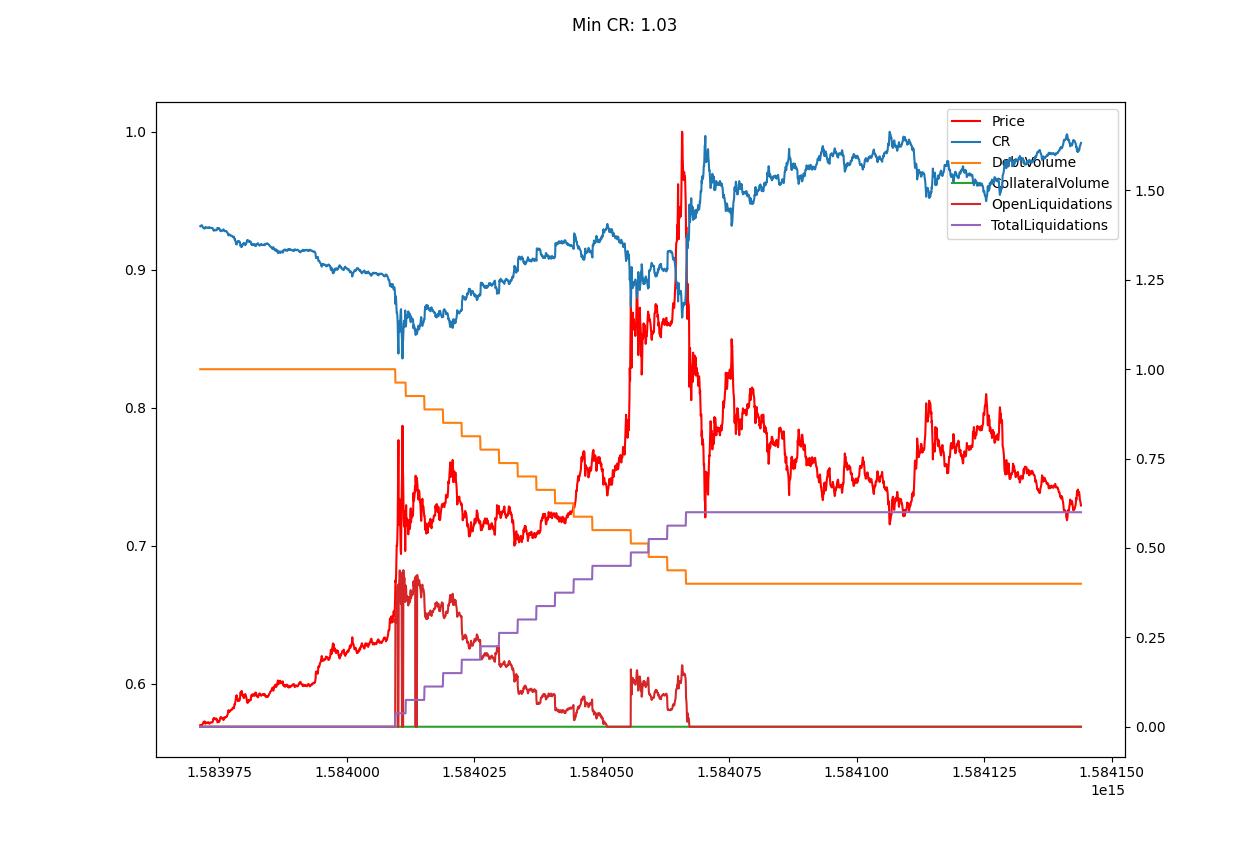 Min CR: 1.03
1.0
0.9
0.8
0.7
0.6
Price
CR
DebtVolume
CollateralVolume
OpenLiquidations
TotalLiquidations
1.50
1.25
1.00
0.75
0.50
0.25
0.00
1.583975 1.584000 1.584025 1.584050 1.584075 1.584100 1.584125 1.584150
1e15